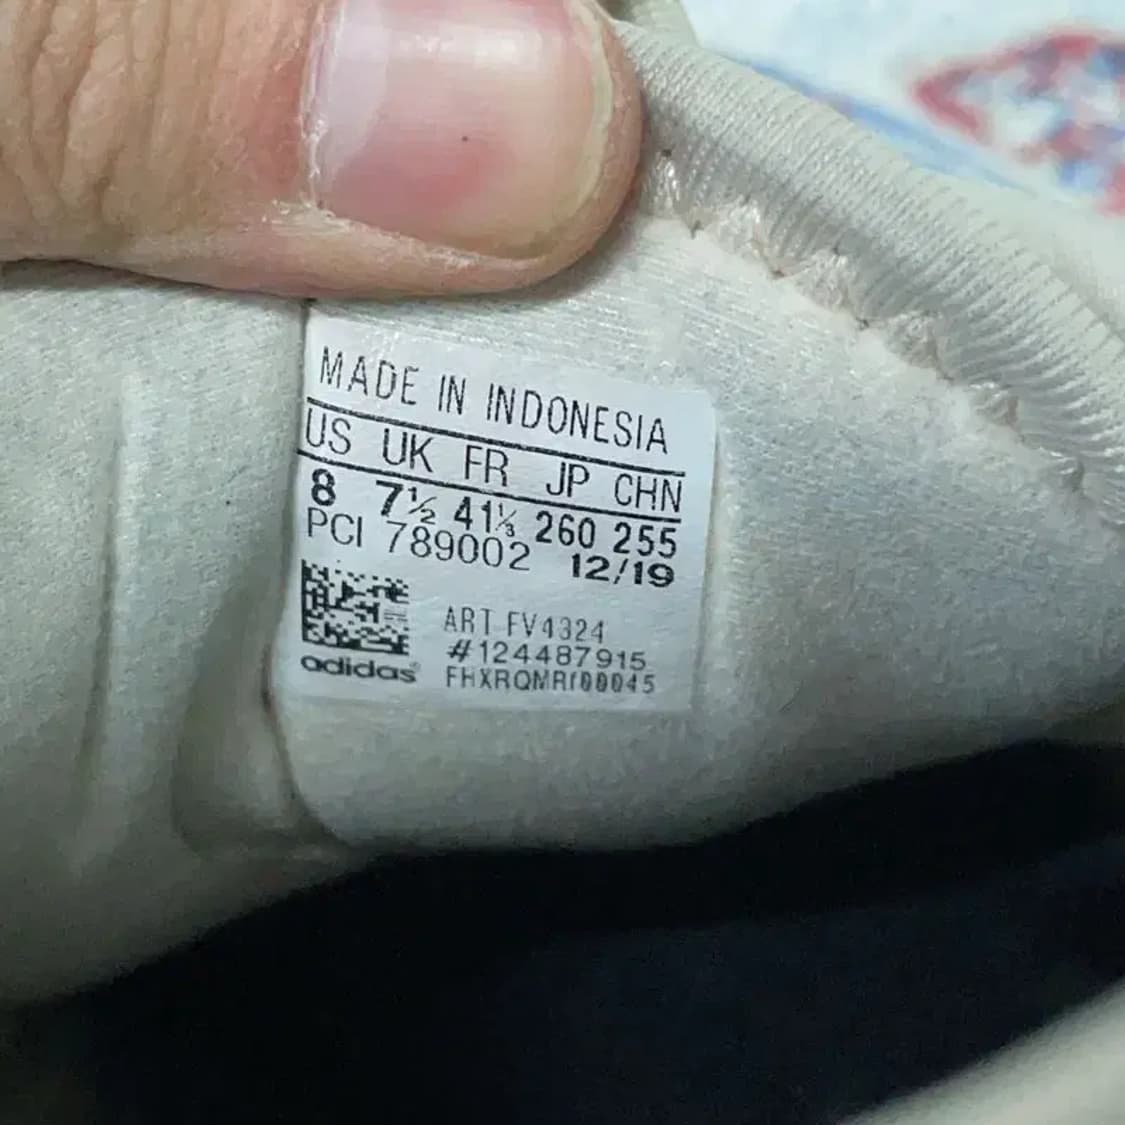 MADE IN INDONESIA
US UK FR JP CHN
8 7½ 41⅓ 260 255
PCI 789002 12/19
ART FV4324
#124487915
adidas®